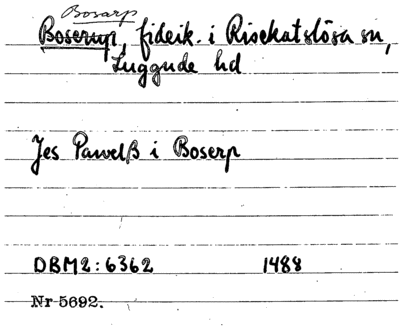 Bosarp
Boserup, fideik. i Risekatslösa sn,
Luggude hd
Jes Pawelß i Boserp
DBM2:6362 1488
Nr 5692.